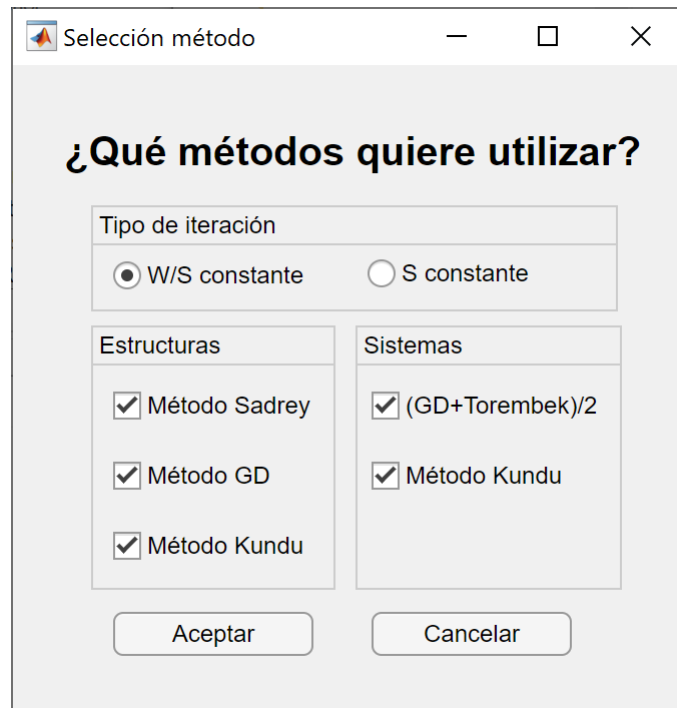 Selección método
¿Qué métodos quiere utilizar?
Tipo de iteración
W/S constante S constante
Estructuras
Método Sadrey
Método GD
Método Kundu
Sistemas
(GD+Torembek)/2
Método Kundu
Aceptar Cancelar